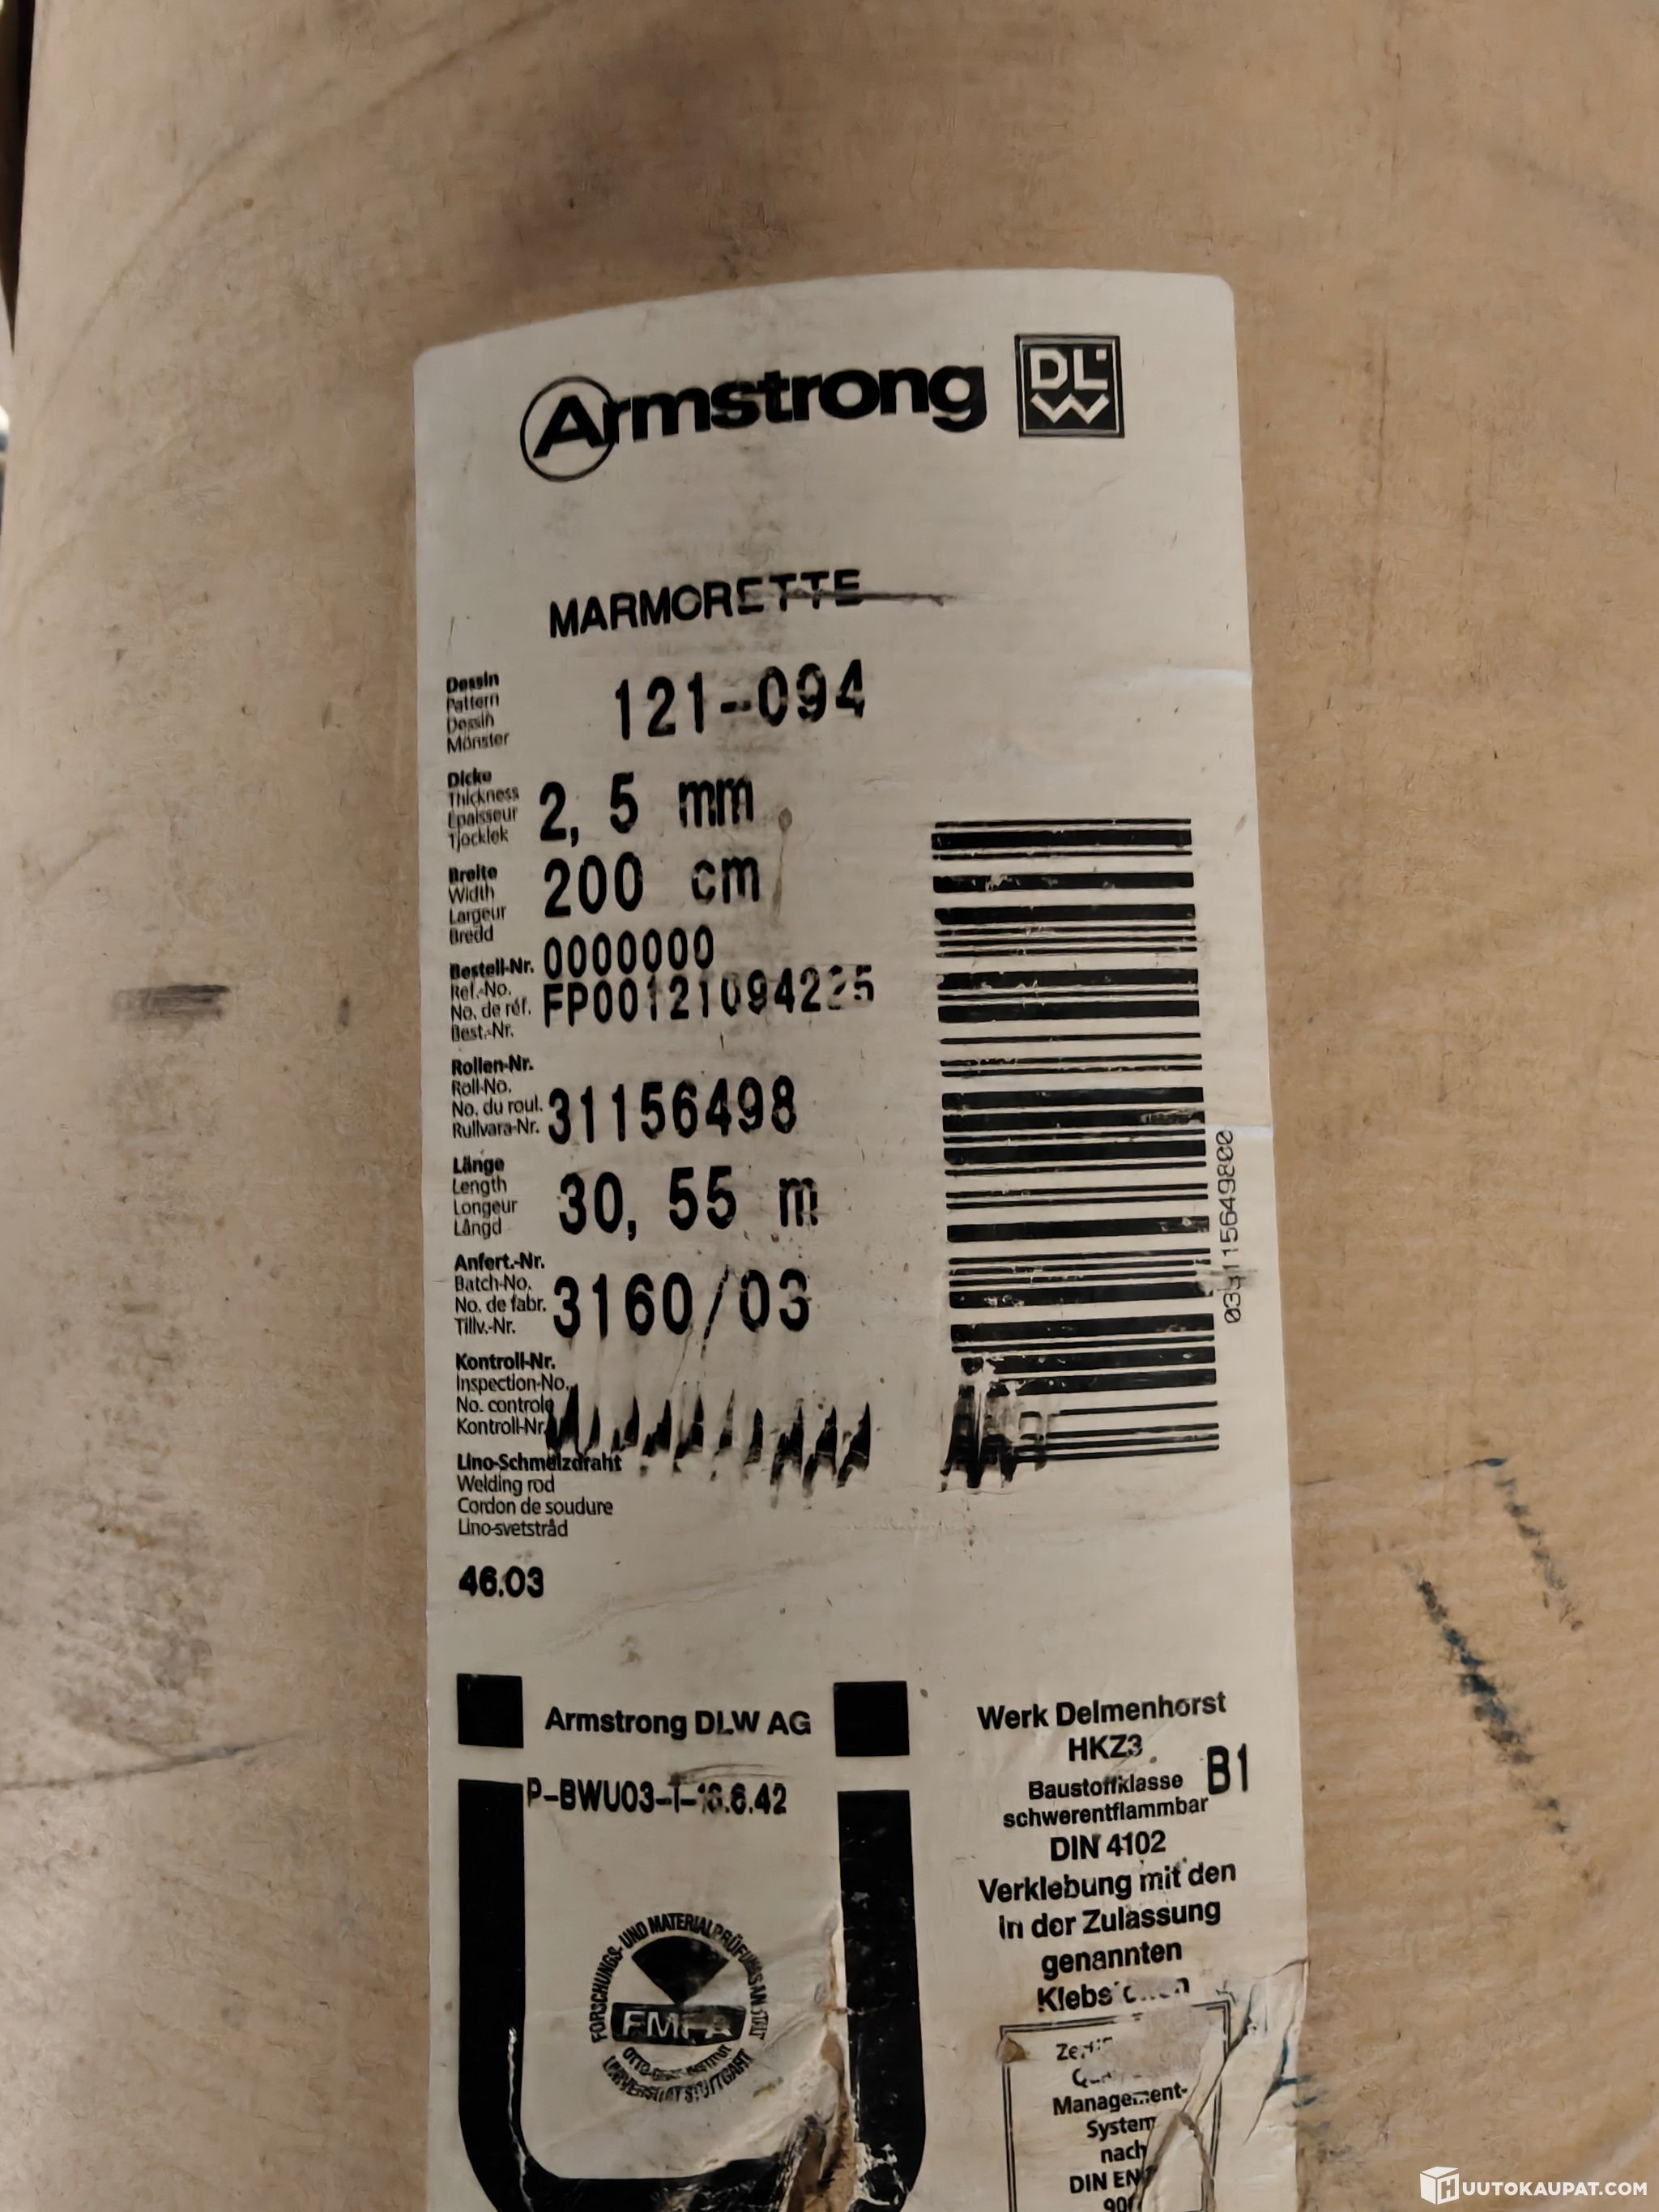 Armstrong DLW
MARMORETTE
Dessin
Pattern
Dessin
Mönster
121-094
Dicke
Thickness
Epaisseur
Tjocklek
2,5 mm
Breite
Width
Largeur
Bredd
200 cm
Bestell-Nr.
Ref.-No.
No. de réf.
Best.-Nr.
0000000
Rollen-Nr.
Roll-No.
No. du roul.
Rullvara-Nr.
31156498
Länge
Length
Longeur
Längd
30,55 m
Anfert.-Nr.
Batch-No.
No. de fabr.
Tillv.-Nr.
3160/03
Kontroll-Nr.
Inspection-No.
No. controle
Kontroll-Nr.
Lino-Schmelzdraht
Welding rod
Cordon de soudure
Lino-svetstråd
46.03
Armstrong DLW AG
FORSCHUNGS- UND MATERIALPRÜFUNGSANSTALT
UNIVERSITÄT STUTTGART
Werk Delmenhorst
HKZ3
Baustoffklasse B1
schwerentflammbar
DIN 4102
Verklebung mit den
in der Zulassung
genannten
Management-
System
nach
DIN EN
HUUTOKAUPAT.COM